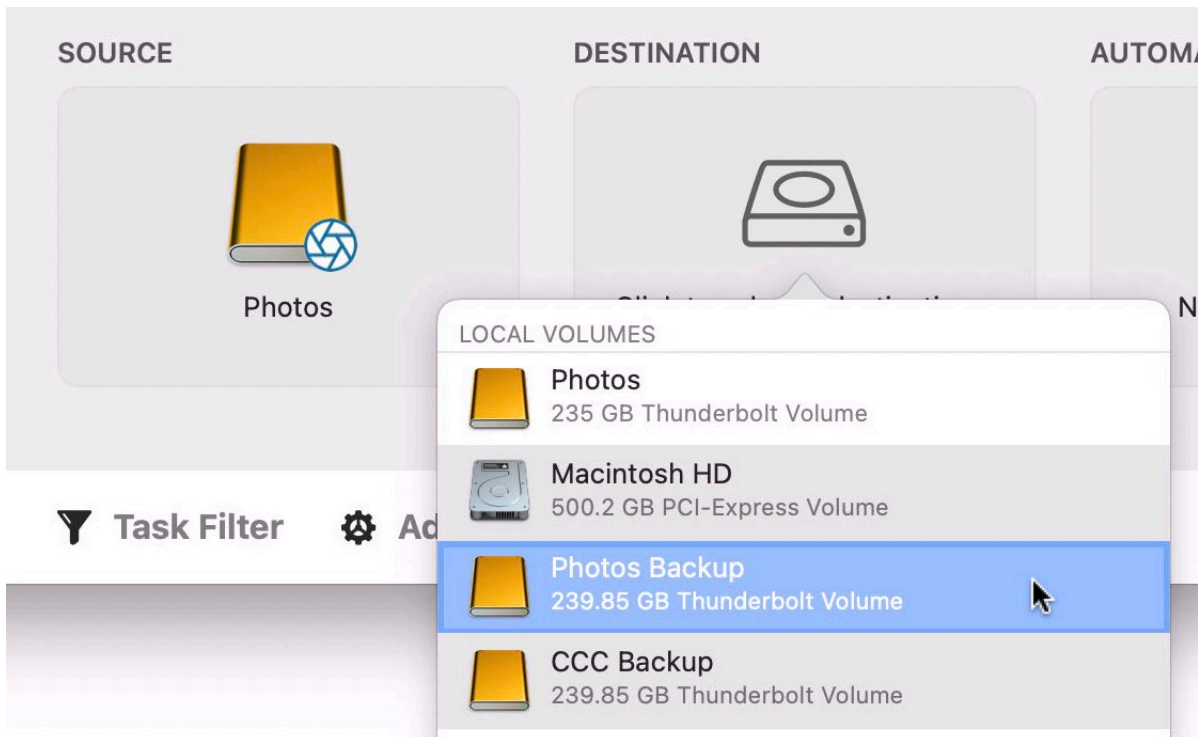 SOURCE
DESTINATION
Photos
LOCAL VOLUMES
Photos
235 GB Thunderbolt Volume
Macintosh HD
500.2 GB PCI-Express Volume
Photos Backup
239.85 GB Thunderbolt Volume
CCC Backup
239.85 GB Thunderbolt Volume
Task Filter